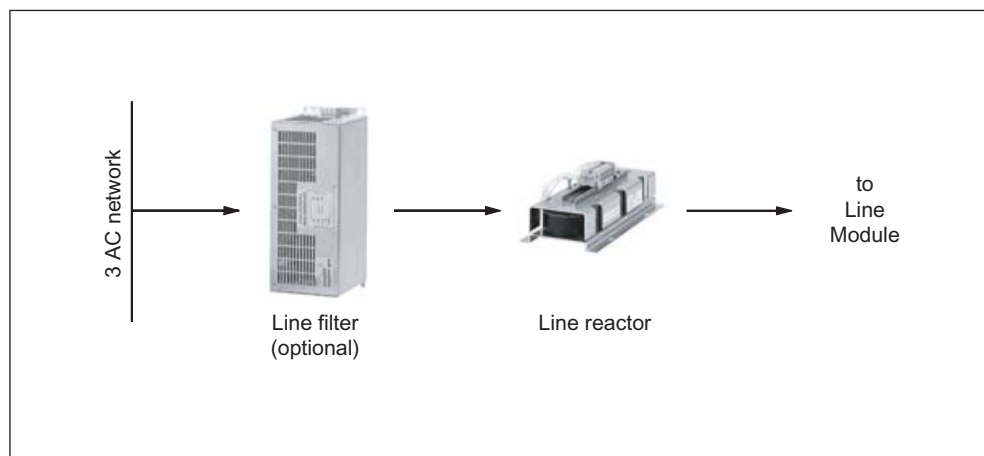 3 AC network
Line filter
(optional)
Line reactor
to
Line
Module